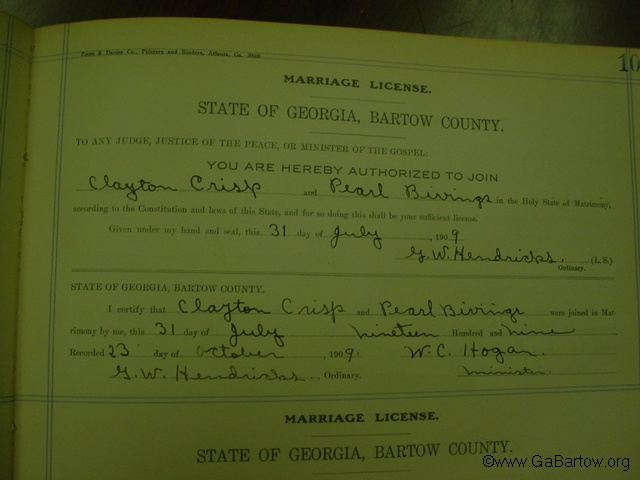 Foote & Davies Co., Printers and Binders, Atlanta, Ga.
10
MARRIAGE LICENSE.
STATE OF GEORGIA, BARTOW COUNTY.
TO ANY JUDGE, JUSTICE OF THE PEACE, OR MINISTER OF THE GOSPEL:
YOU ARE HEREBY AUTHORIZED TO JOIN
Clayton Crisp and Pearl Bivings in the Holy State of Matrimony,
according to the Constitution and laws of this State, and for so doing this shall be your sufficient license.
Given under my hand and seal, this 31 day of July, 1909
G. W. Hendricks. (L. S.)
Ordinary.
STATE OF GEORGIA, BARTOW COUNTY.
I certify that Clayton Crisp and Pearl Bivings were joined in Mat-
rimony by me, this 31 day of July nineteen Hundred and nine
Recorded 23 day of October, 1909. W. C. Hogan.
G. W. Hendricks., Ordinary. minister.
MARRIAGE LICENSE.
STATE OF GEORGIA, BARTOW COUNTY.
©www.GaBartow.org